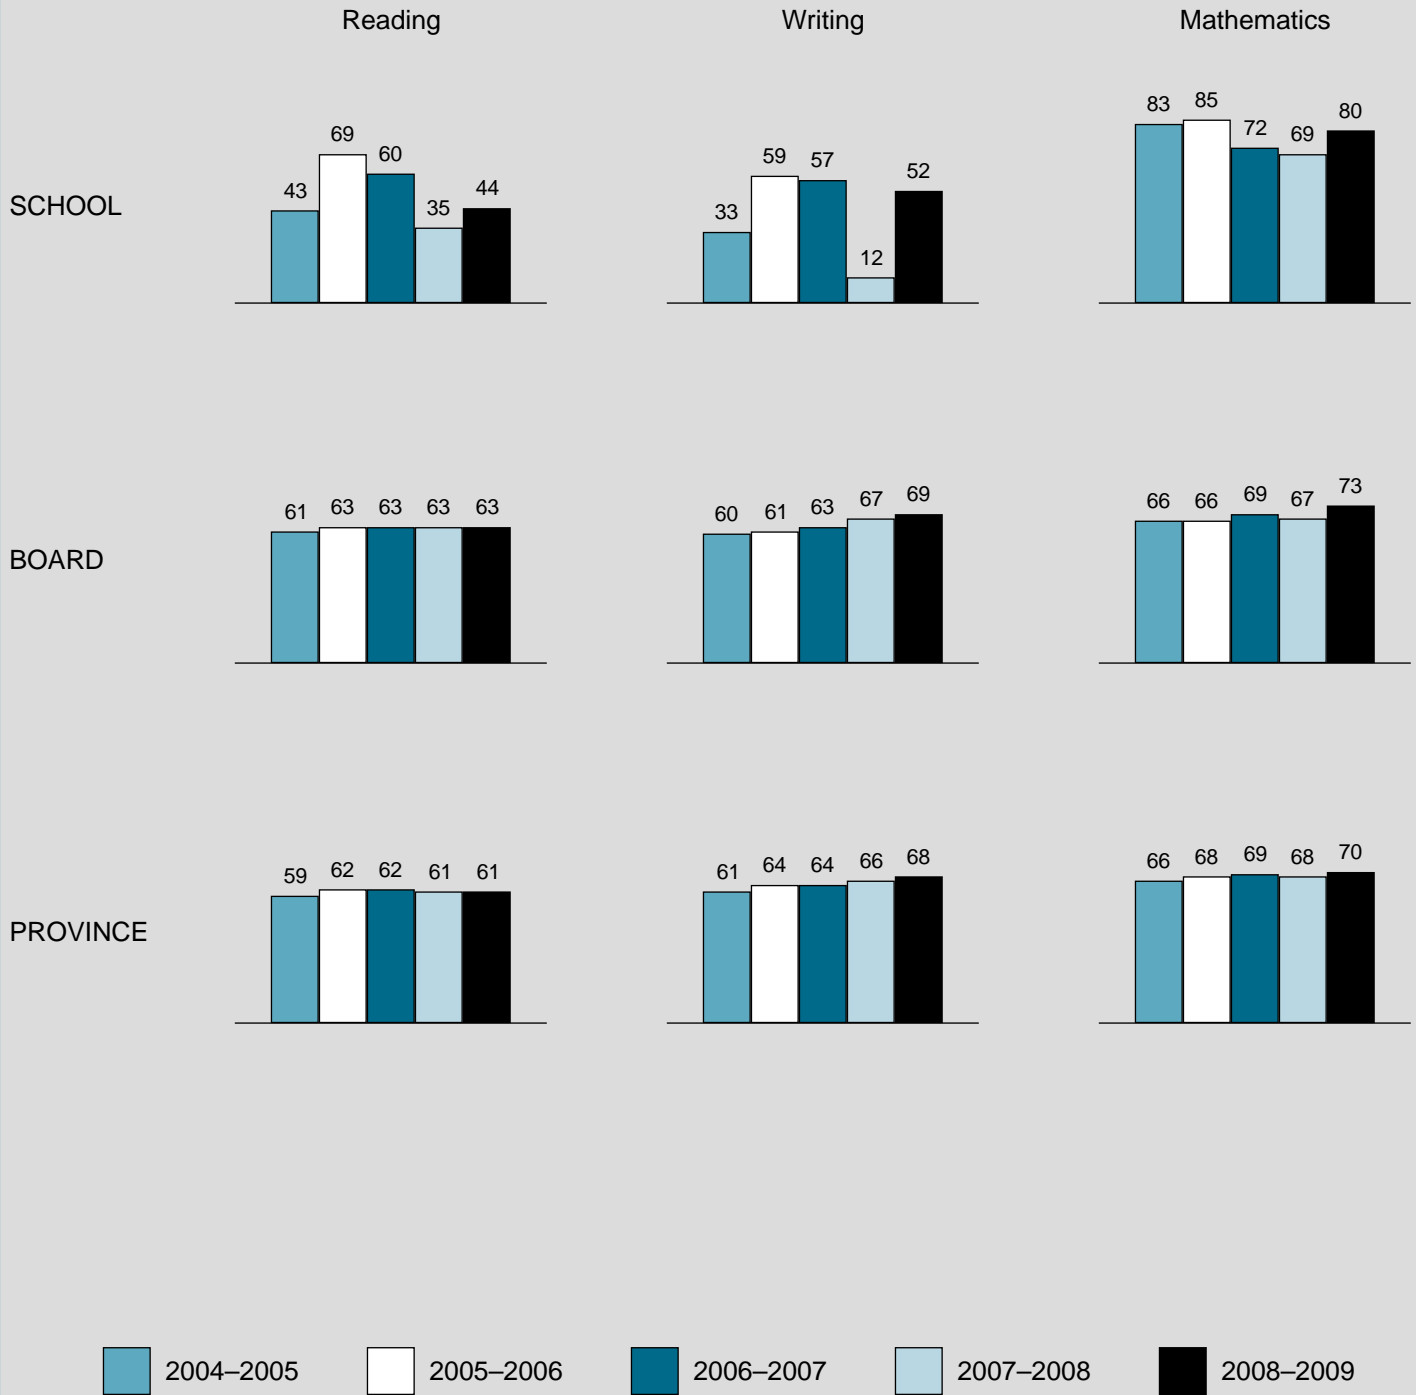 Reading Writing Mathematics
SCHOOL
43 69 60 35 44
33 59 57 12 52
83 85 72 69 80
BOARD
61 63 63 63 63
60 61 63 67 69
66 66 69 67 73
PROVINCE
59 62 62 61 61
61 64 64 66 68
66 68 69 68 70
2004–2005 2005–2006 2006–2007 2007–2008 2008–2009